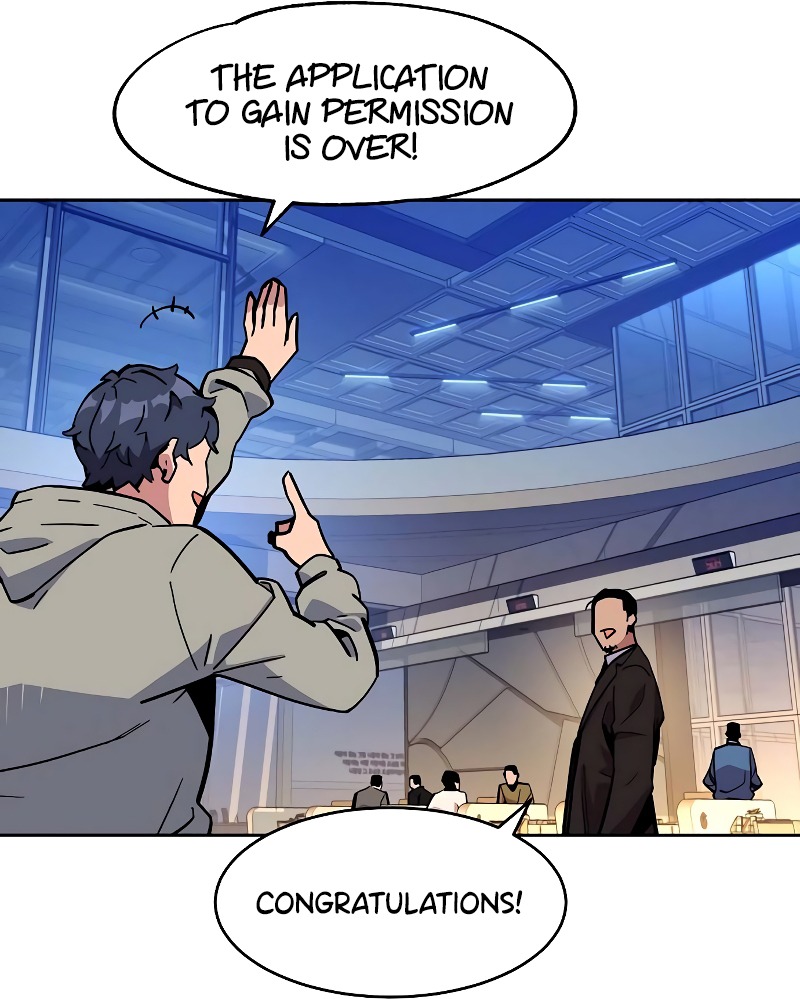 THE APPLICATION
TO GAIN PERMISSION
IS OVER!
CONGRATULATIONS!